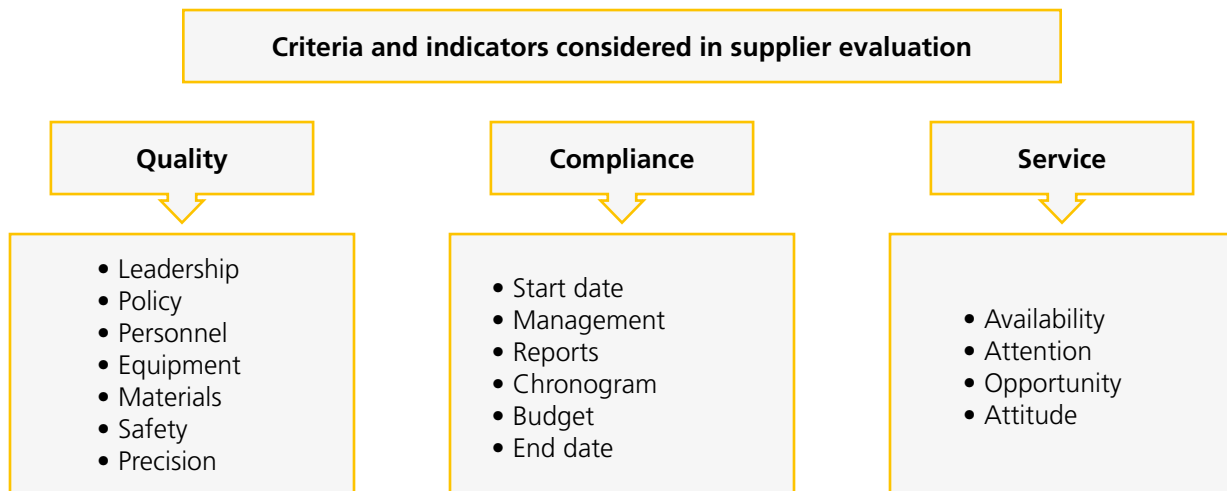 Criteria and indicators considered in supplier evaluation
Quality
• Leadership
• Policy
• Personnel
• Equipment
• Materials
• Safety
• Precision
Compliance
• Start date
• Management
• Reports
• Chronogram
• Budget
• End date
Service
• Availability
• Attention
• Opportunity
• Attitude